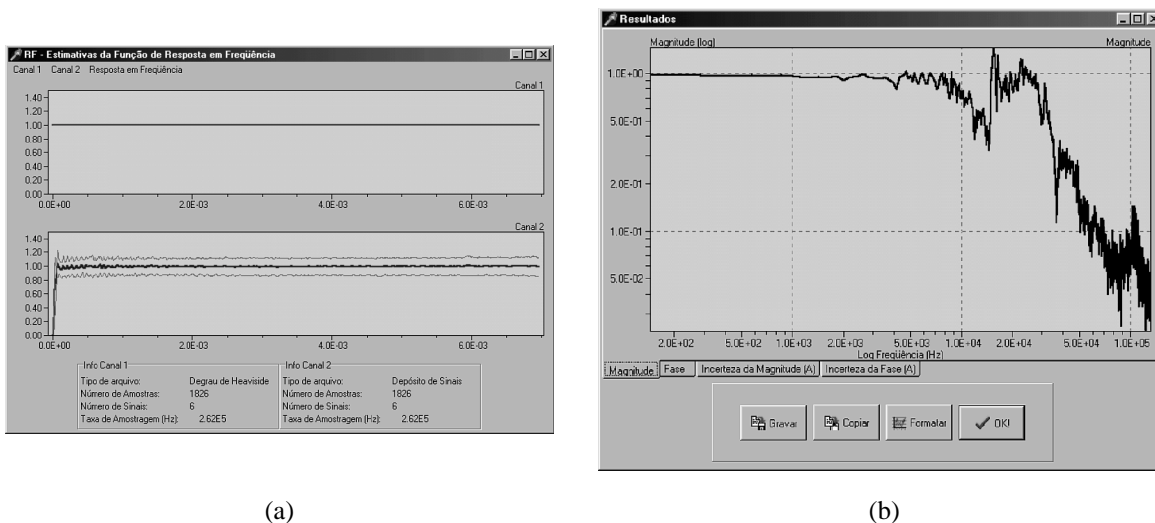 RF - Estimativas da Função de Resposta em Freqüência
Canal 1 Canal 2 Resposta em Freqüência
Canal 1
1.40
1.20
1.00
0.80
0.60
0.40
0.20
0.00
0.0E+00 2.0E-03 4.0E-03 6.0E-03
Canal 2
1.40
1.20
1.00
0.80
0.60
0.40
0.20
0.00
0.0E+00 2.0E-03 4.0E-03 6.0E-03
Info Canal 1
Tipo de arquivo: Degrau de Heaviside
Número de Amostras: 1826
Número de Sinais: 6
Taxa de Amostragem (Hz): 2.62E5
Info Canal 2
Tipo de arquivo: Depósito de Sinais
Número de Amostras: 1826
Número de Sinais: 6
Taxa de Amostragem (Hz): 2.62E5
(a)
Resultados
Magnitude (log) Magnitude
1.0E+00
5.0E-01
2.0E-01
1.0E-01
5.0E-02
2.0E+02 5.0E+02 1.0E+03 2.0E+03 5.0E+03 1.0E+04 2.0E+04 5.0E+04 1.0E+05
Log Freqüência (Hz)
Magnitude Fase Incerteza da Magnitude (A) Incerteza da Fase (A)
Gravar Copiar Formatar OK!
(b)